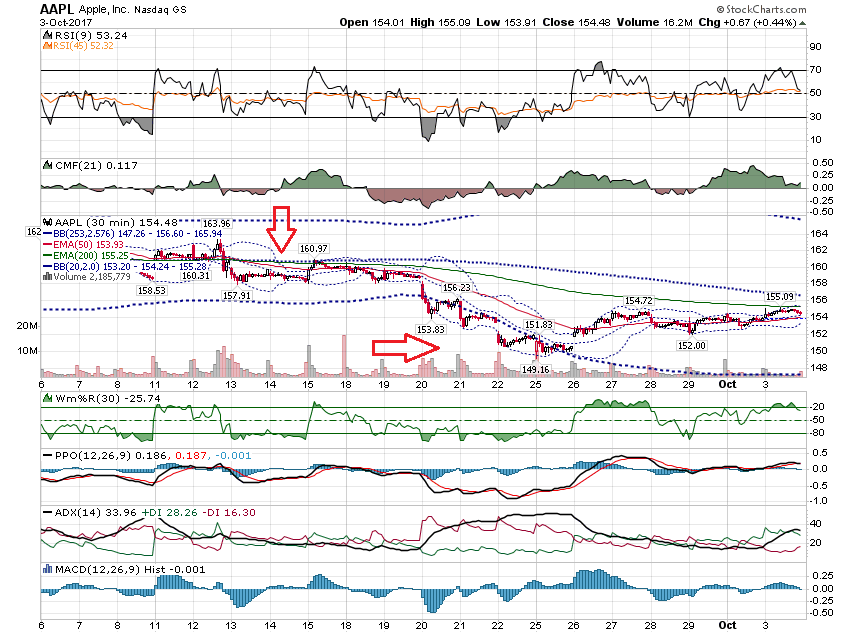 AAPL Apple, Inc. Nasdaq GS © StockCharts.com
3-Oct-2017 Open 154.01 High 155.09 Low 153.91 Close 154.48 Volume 16.2M Chg +0.67 (+0.44%)
RSI(9) 53.24
RSI(45) 52.32
90
70
50
30
10
CMF(21) 0.117
0.50
0.25
0.00
-0.25
-0.50
AAPL (30 min) 154.48
BB(253,2.576) 147.26 - 156.60 - 165.94
EMA(50) 153.93
EMA(200) 155.25
BB(20,2.0) 153.20 - 154.24 - 155.28
Volume 2,185,779
162
163.96
160.97
160.31
158.53
157.91
156.23
153.83
151.83
149.16
154.72
152.00
155.09
164
162
160
158
156
154
152
150
148
20M
10M
6 7 8 11 12 13 14 15 18 19 20 21 22 25 26 27 28 29 Oct 3
Wm%R(30) -25.74
-20
-50
-80
PPO(12,26,9) 0.186, 0.187, -0.001
0.5
0.0
-0.5
-1.0
ADX(14) 33.96 +DI 28.26 -DI 16.30
40
20
MACD(12,26,9) Hist -0.001
0.25
0.00
-0.25
-0.50
6 7 8 11 12 13 14 15 18 19 20 21 22 25 26 27 28 29 Oct 3